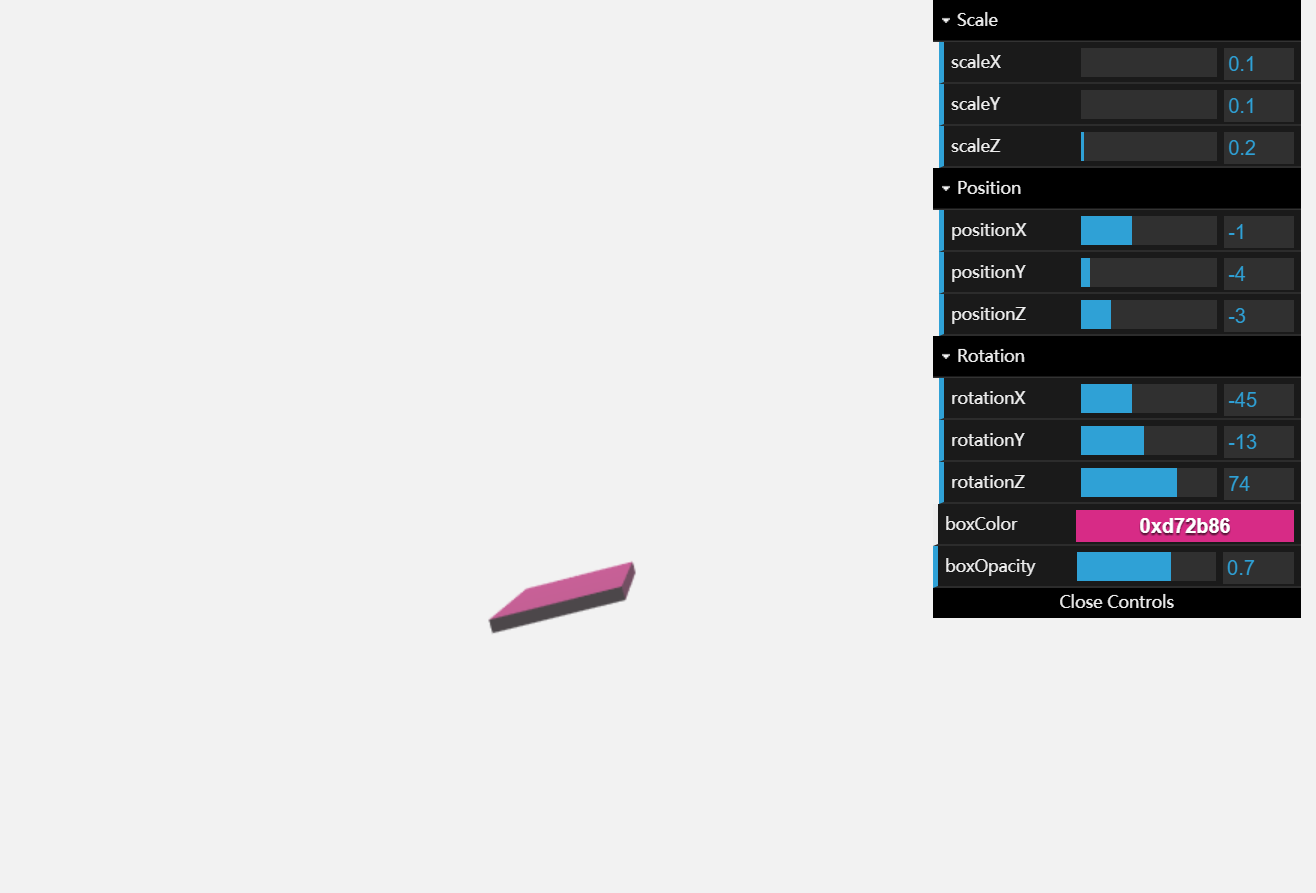 Scale
scaleX 0.1
scaleY 0.1
scaleZ 0.2
Position
positionX -1
positionY -4
positionZ -3
Rotation
rotationX -45
rotationY -13
rotationZ 74
boxColor 0xd72b86
boxOpacity 0.7
Close Controls